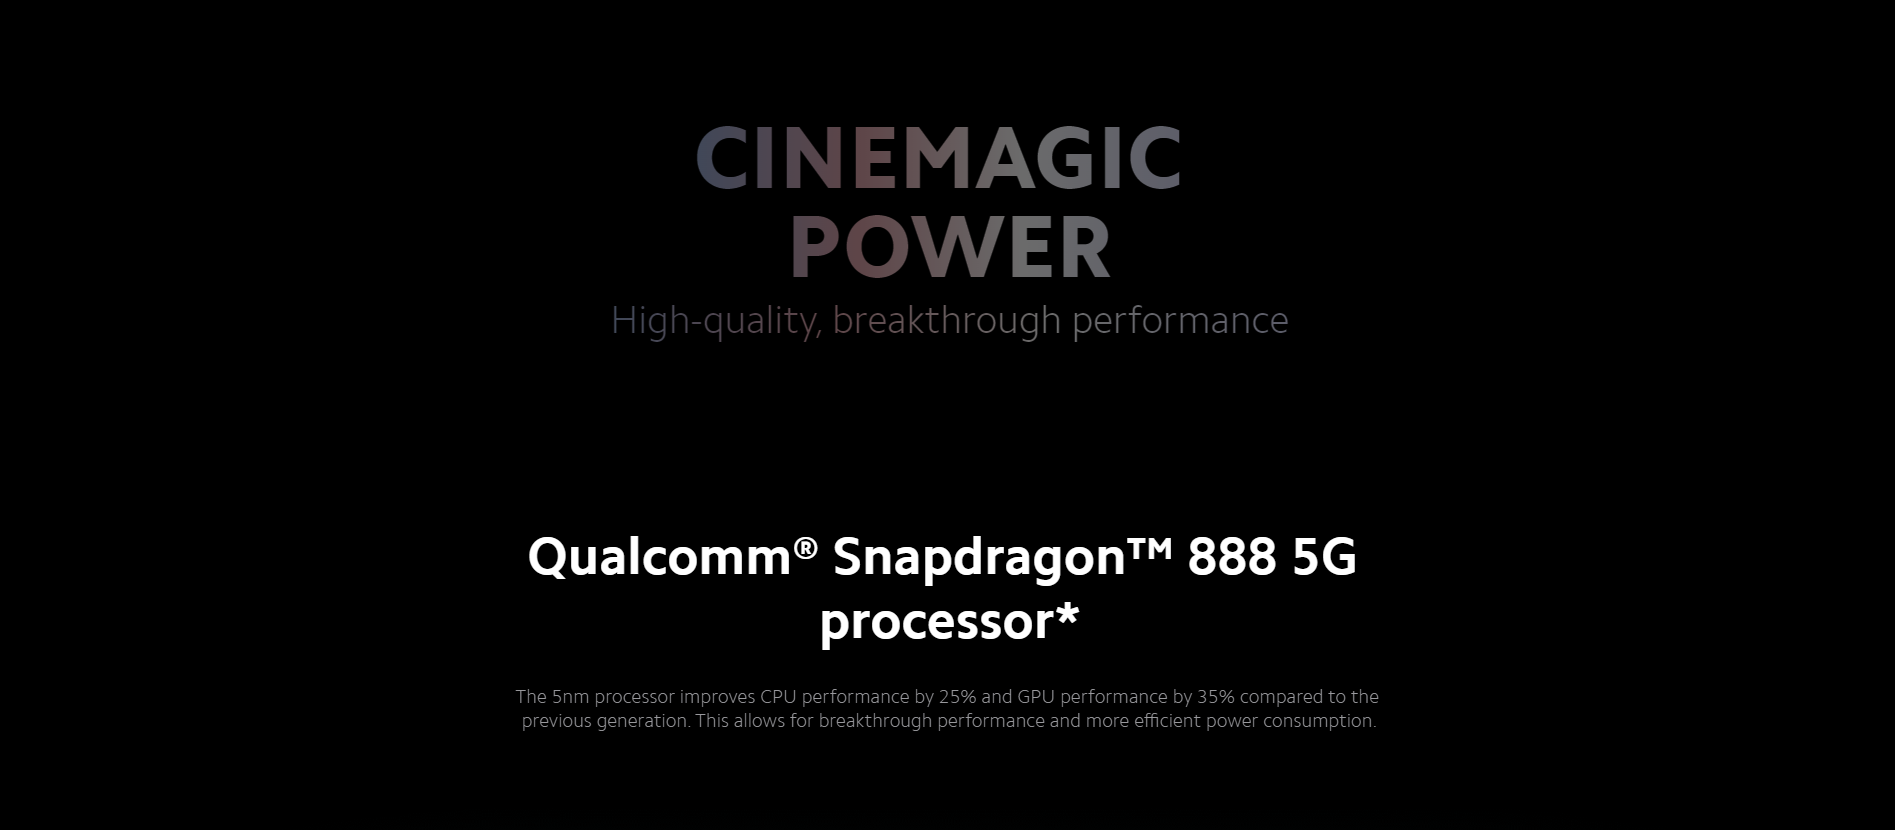 CINEMAGIC
POWER
High-quality, breakthrough performance
Qualcomm® Snapdragon™ 888 5G
processor*
The 5nm processor improves CPU performance by 25% and GPU performance by 35% compared to the
previous generation. This allows for breakthrough performance and more efficient power consumption.